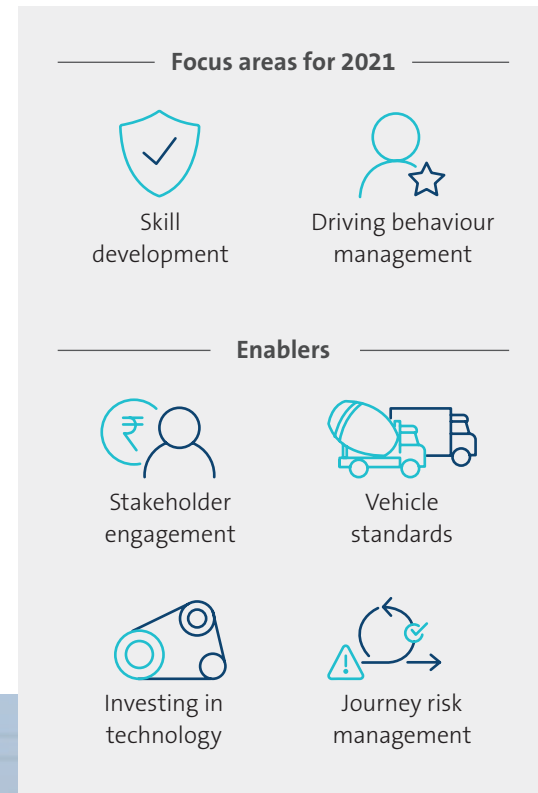 Focus areas for 2021
Skill
development
Driving behaviour
management
Enablers
₹
Stakeholder
engagement
Vehicle
standards
Investing in
technology
Journey risk
management